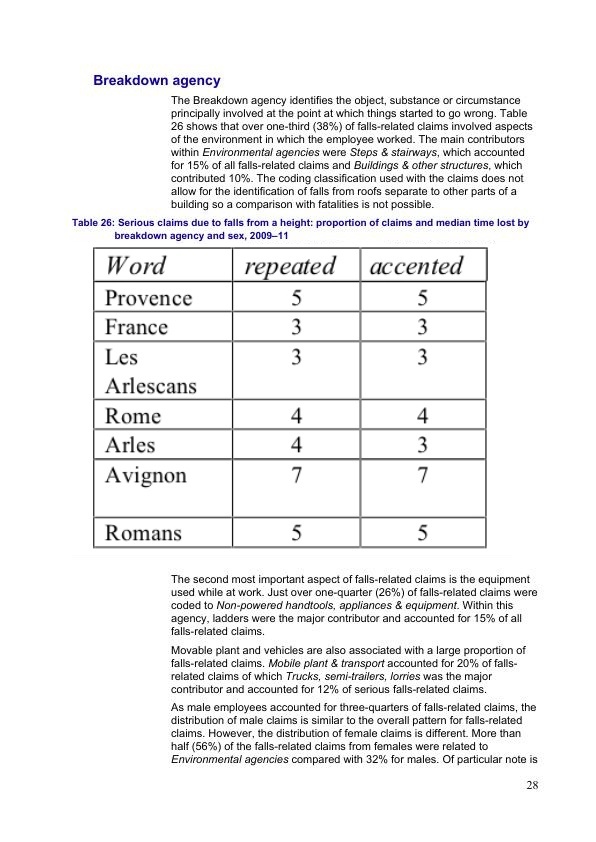 Breakdown agency
The Breakdown agency identifies the object, substance or circumstance
principally involved at the point at which things started to go wrong. Table
26 shows that over one-third (38%) of falls-related claims involved aspects
of the environment in which the employee worked. The main contributors
within Environmental agencies were Steps & stairways, which accounted
for 15% of all falls-related claims and Buildings & other structures, which
contributed 10%. The coding classification used with the claims does not
allow for the identification of falls from roofs separate to other parts of a
building so a comparison with fatalities is not possible.
Table 26: Serious claims due to falls from a height: proportion of claims and median time lost by
breakdown agency and sex, 2009–11
Word repeated accented
Provence 5 5
France 3 3
Les 3 3
Arlescans
Rome 4 4
Arles 4 3
Avignon 7 7
Romans 5 5
The second most important aspect of falls-related claims is the equipment
used while at work. Just over one-quarter (26%) of falls-related claims were
coded to Non-powered handtools, appliances & equipment. Within this
agency, ladders were the major contributor and accounted for 15% of all
falls-related claims.
Movable plant and vehicles are also associated with a large proportion of
falls-related claims. Mobile plant & transport accounted for 20% of falls-
related claims of which Trucks, semi-trailers, lorries was the major
contributor and accounted for 12% of serious falls-related claims.
As male employees accounted for three-quarters of falls-related claims, the
distribution of male claims is similar to the overall pattern for falls-related
claims. However, the distribution of female claims is different. More than
half (56%) of the falls-related claims from females were related to
Environmental agencies compared with 32% for males. Of particular note is
28